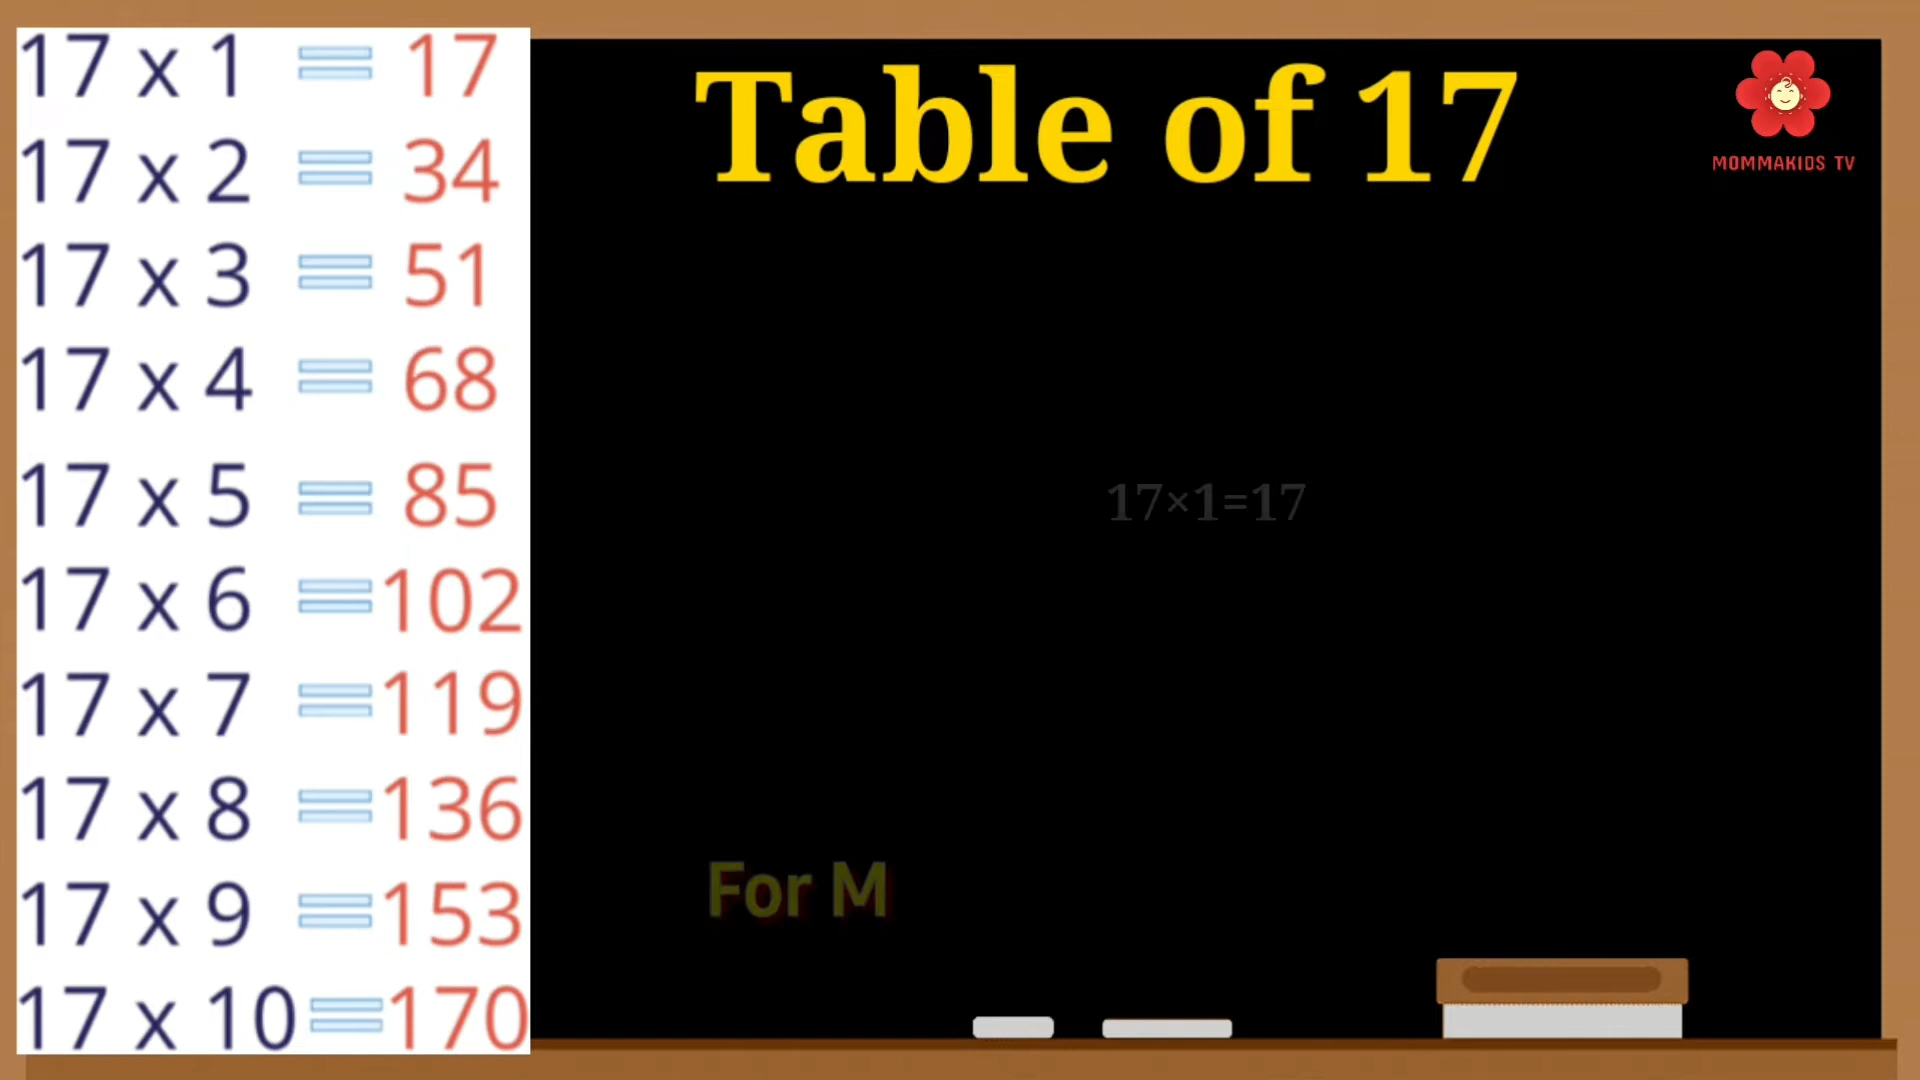 17 x 1 = 17
17 x 2 = 34
17 x 3 = 51
17 x 4 = 68
17 x 5 = 85
17 x 6 = 102
17 x 7 = 119
17 x 8 = 136
17 x 9 = 153
17 x 10 = 170
Table of 17
MOMMAKIDS TV
17×1=17
For M